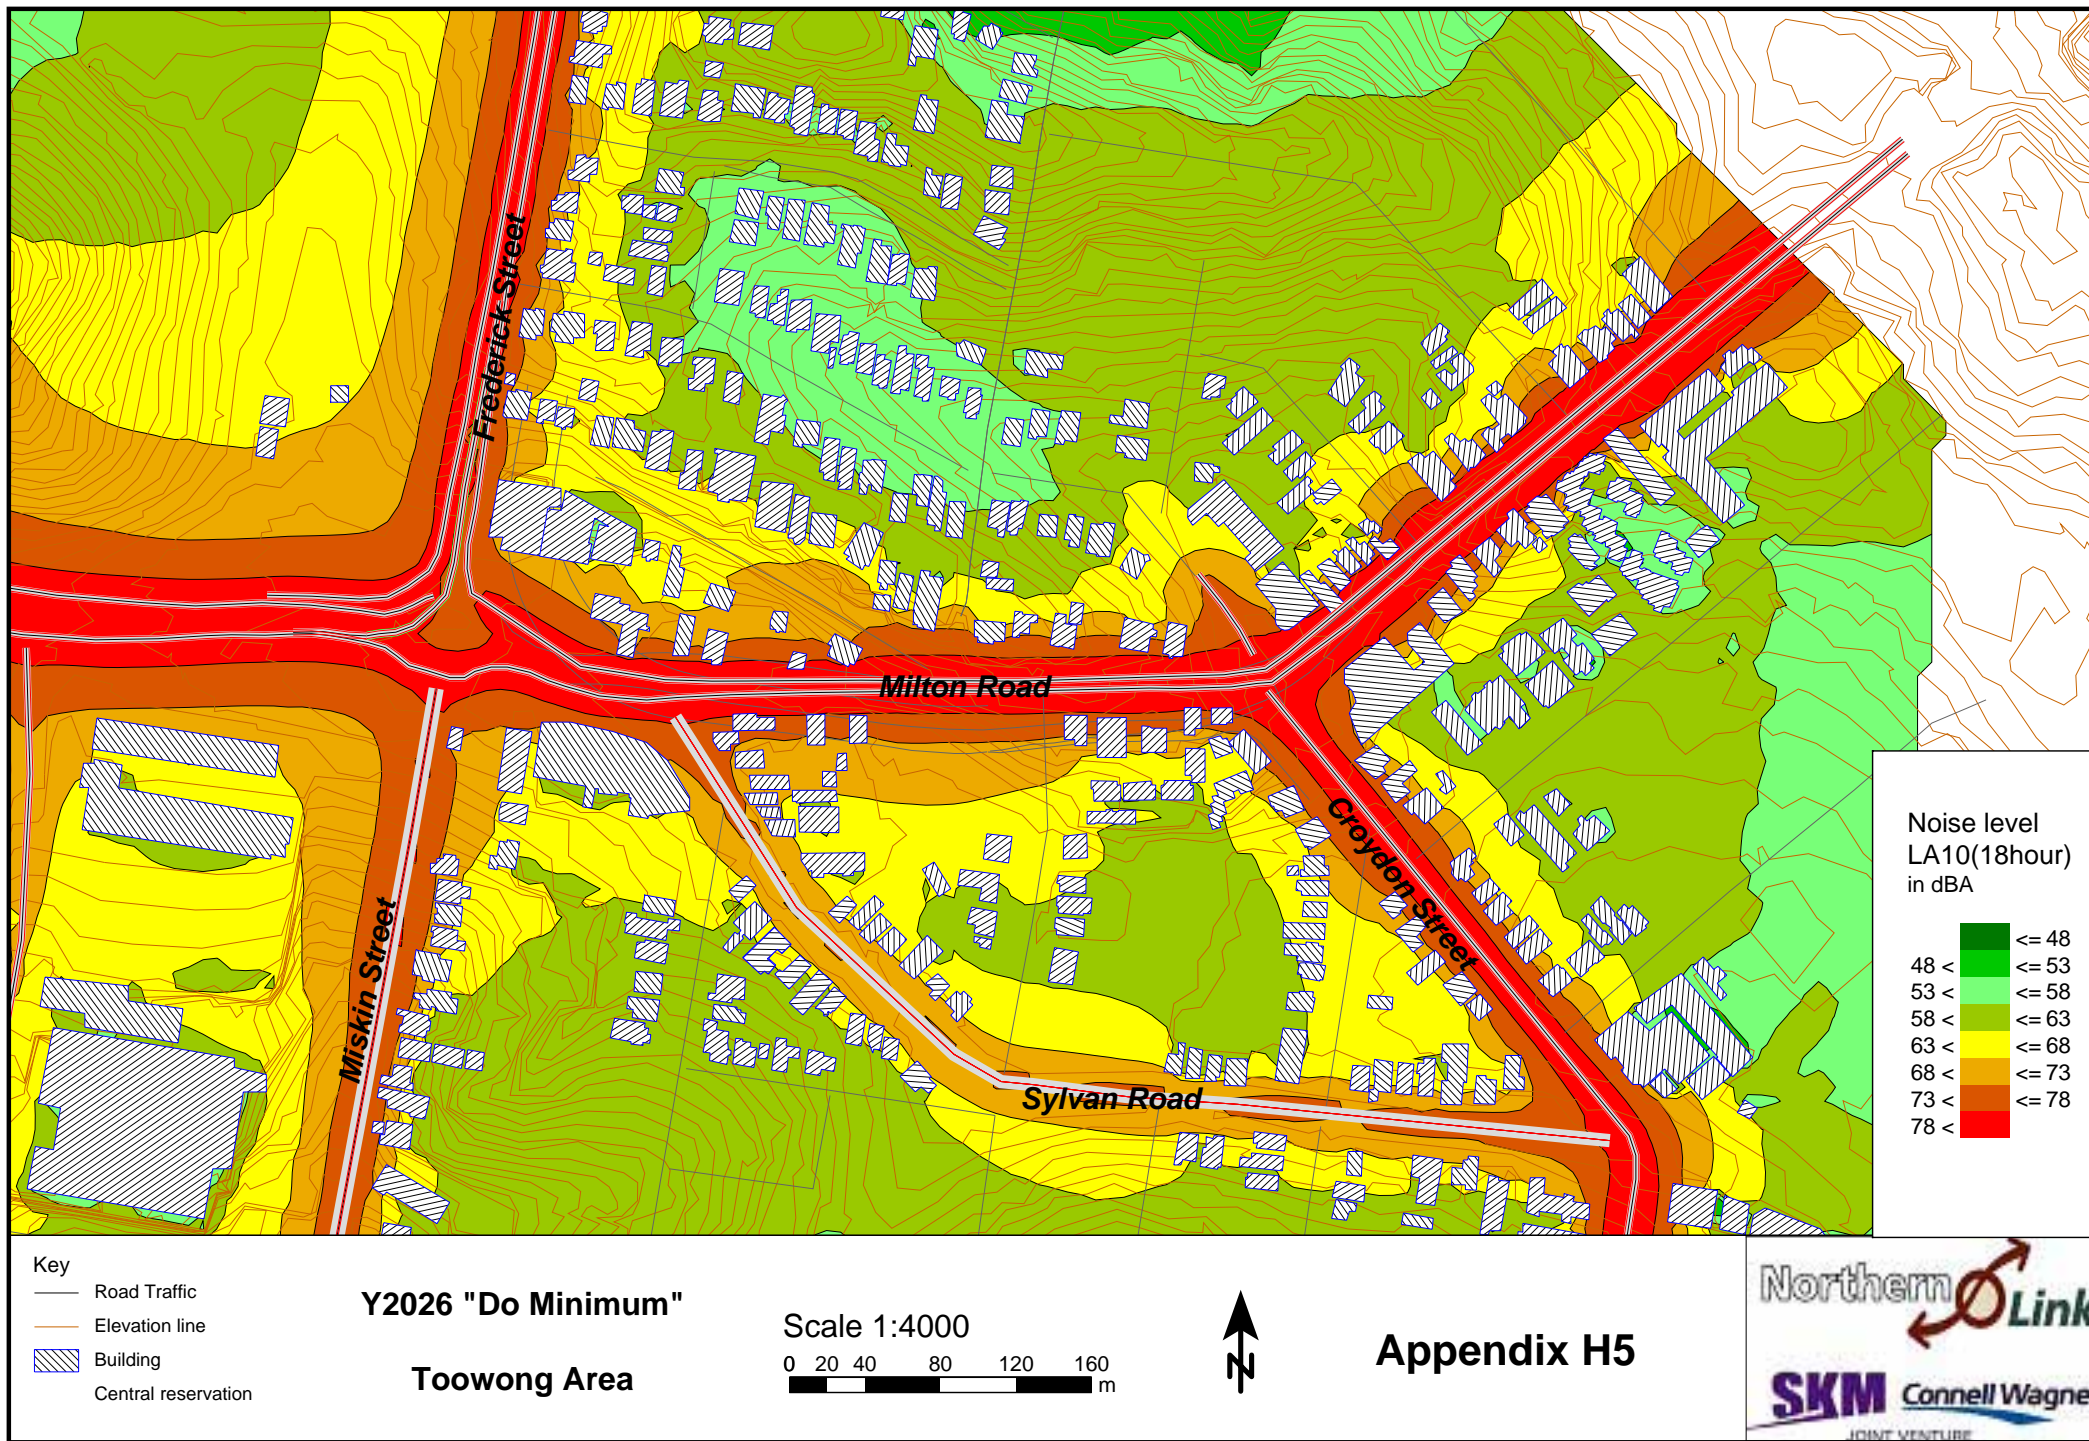 Frederick Street
Milton Road
Croydon Street
Miskin Street
Sylvan Road
Noise level
LA10(18hour)
in dBA
<= 48
48 < <= 53
53 < <= 58
58 < <= 63
63 < <= 68
68 < <= 73
73 < <= 78
78 <
Key
Road Traffic
Elevation line
Building
Central reservation
Y2026 "Do Minimum"
Toowong Area
Scale 1:4000
0 20 40 80 120 160
m
N
Appendix H5
Northern
Link
SKM Connell Wagne
JOINT VENTURE